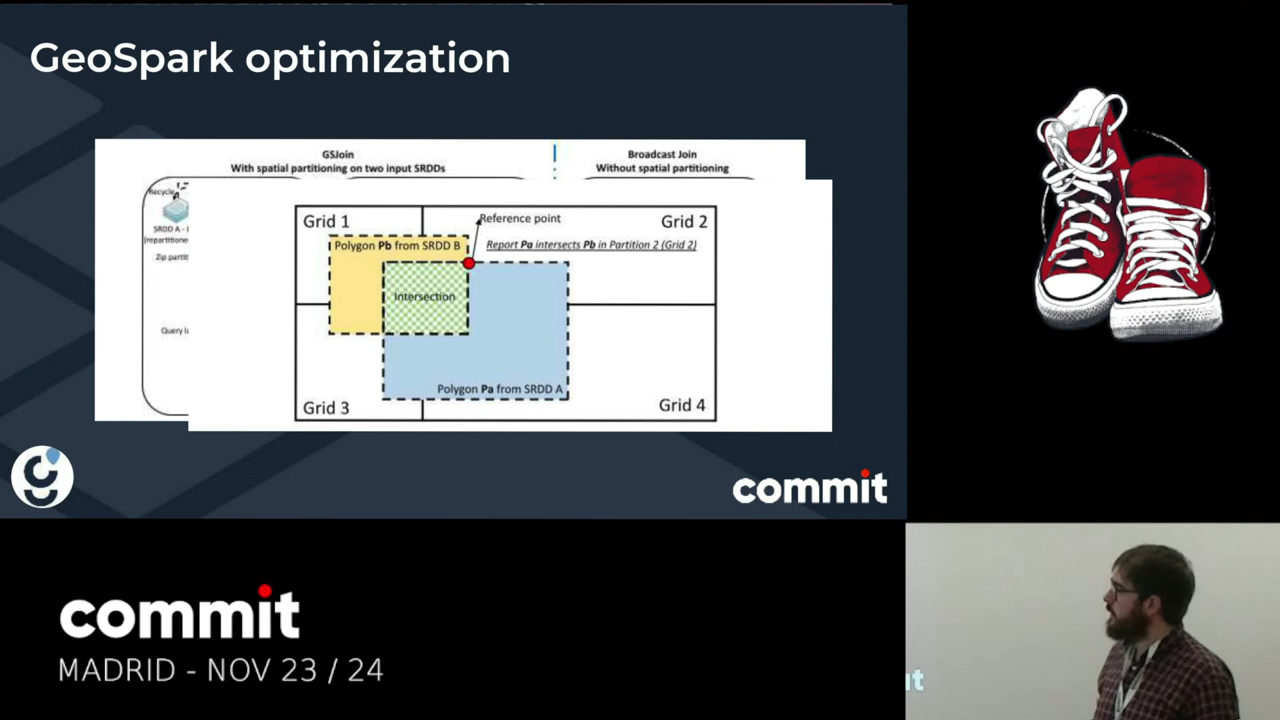 GeoSpark optimization
GSJoin
With spatial partitioning on two input SRDDs
Broadcast Join
Without spatial partitioning
Recycle
SRDD A -
[repartitione
Zip partit
Query
Grid 1
Reference point
Grid 2
Polygon Pb from SRDD B
Report Pa intersects Pb in Partition 2 (Grid 2)
Intersection
Polygon Pa from SRDD A
Grid 3
Grid 4
commit
commit
MADRID - NOV 23 / 24
it